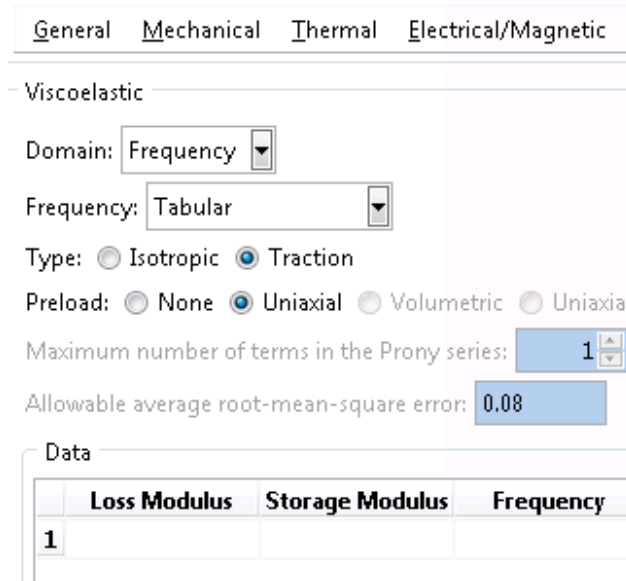 General Mechanical Thermal Electrical/Magnetic
Viscoelastic
Domain: Frequency
Frequency: Tabular
Type: Isotropic Traction
Preload: None Uniaxial Volumetric Uniaxia
Maximum number of terms in the Prony series: 1
Allowable average root-mean-square error: 0.08
Data
Loss Modulus Storage Modulus Frequency
1